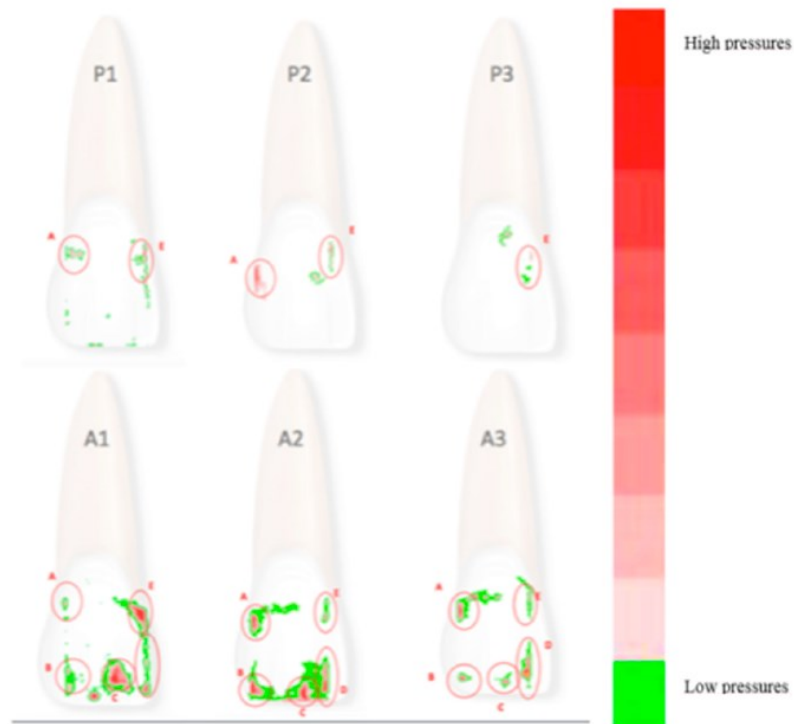 High pressures
P1 P2 P3
A E
A E
E
A1 A2 A3
A E
B
C
A E
B D
C
A E
B D
C
Low pressures